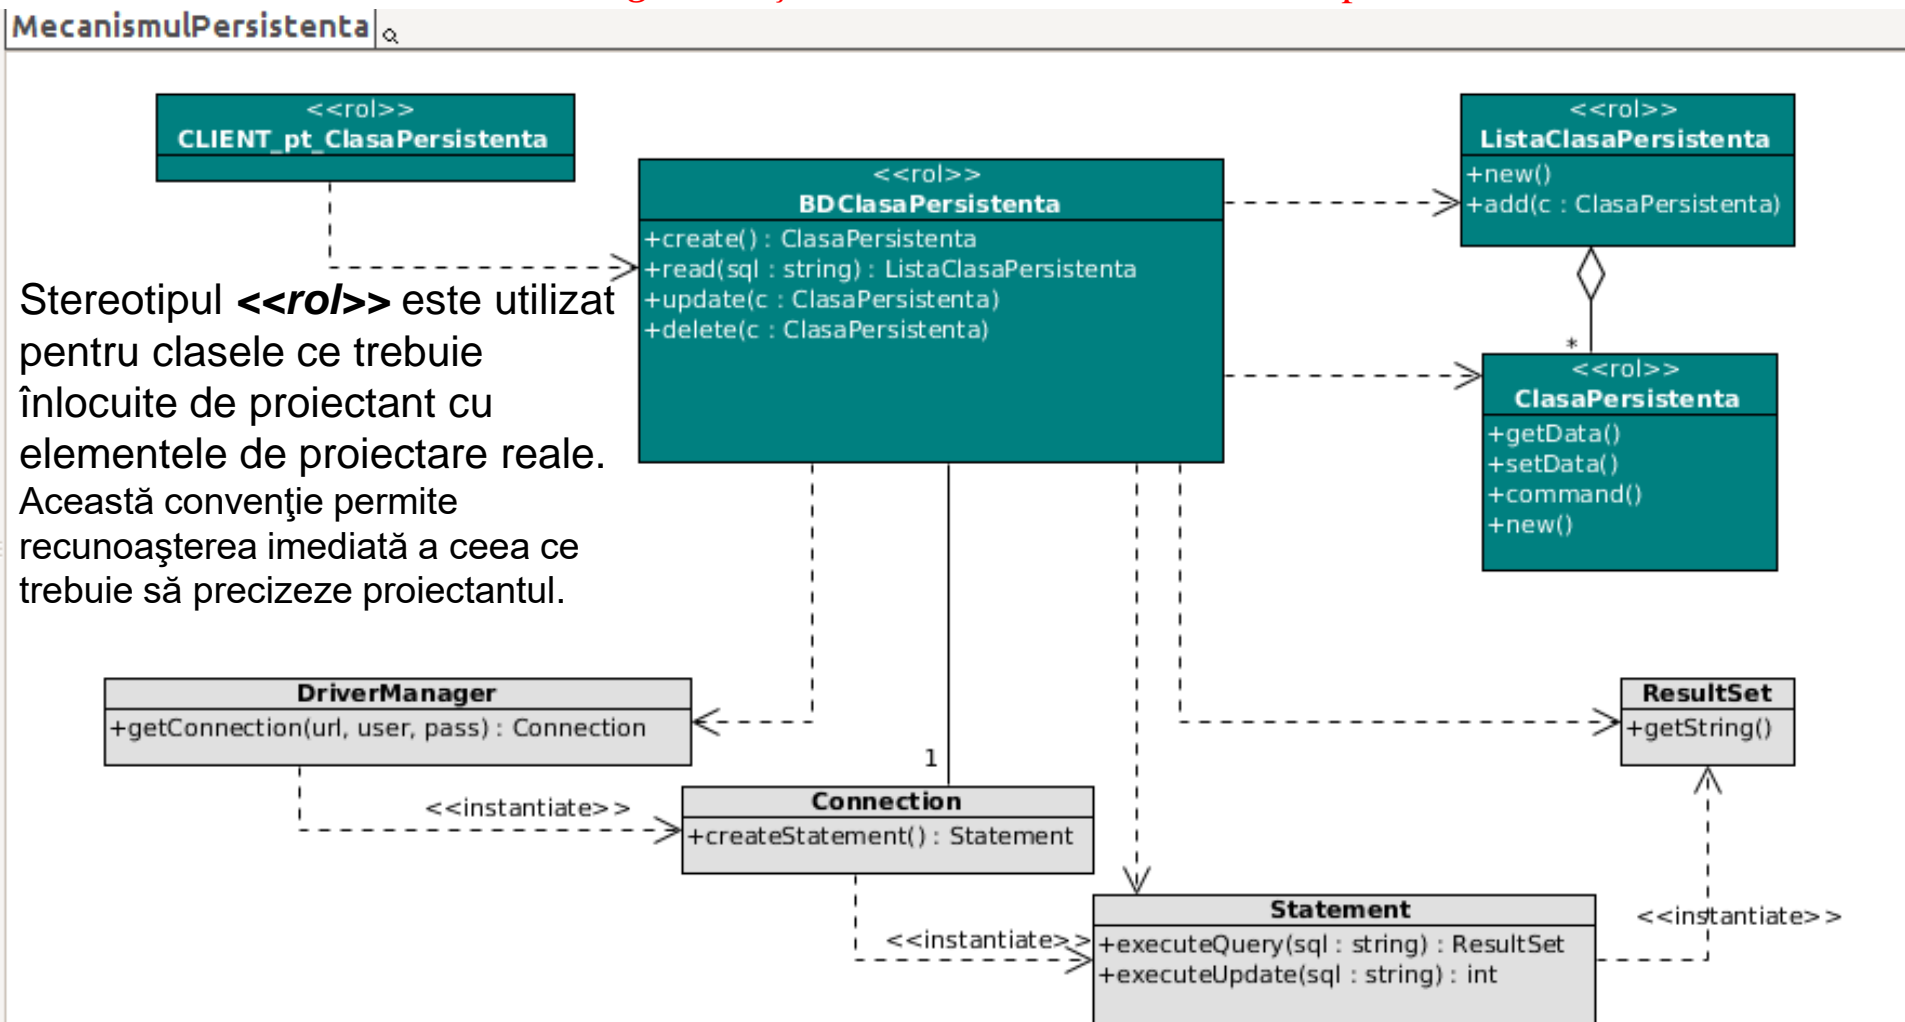 MecanismulPersistenta
<<rol>>
CLIENT_pt_ClasaPersistenta
<<rol>>
BDClasaPersistenta
+create() : ClasaPersistenta
+read(sql : string) : ListaClasaPersistenta
+update(c : ClasaPersistenta)
+delete(c : ClasaPersistenta)
<<rol>>
ListaClasaPersistenta
+new()
+add(c : ClasaPersistenta)
*
<<rol>>
ClasaPersistenta
+getData()
+setData()
+command()
+new()
Stereotipul <<rol>> este utilizat
pentru clasele ce trebuie
înlocuite de proiectant cu
elementele de proiectare reale.
Această convenţie permite
recunoaşterea imediată a ceea ce
trebuie să precizeze proiectantul.
DriverManager
+getConnection(url, user, pass) : Connection
<<instantiate>>
1
Connection
+createStatement() : Statement
<<instantiate>>
Statement
+executeQuery(sql : string) : ResultSet
+executeUpdate(sql : string) : int
ResultSet
+getString()
<<instantiate>>